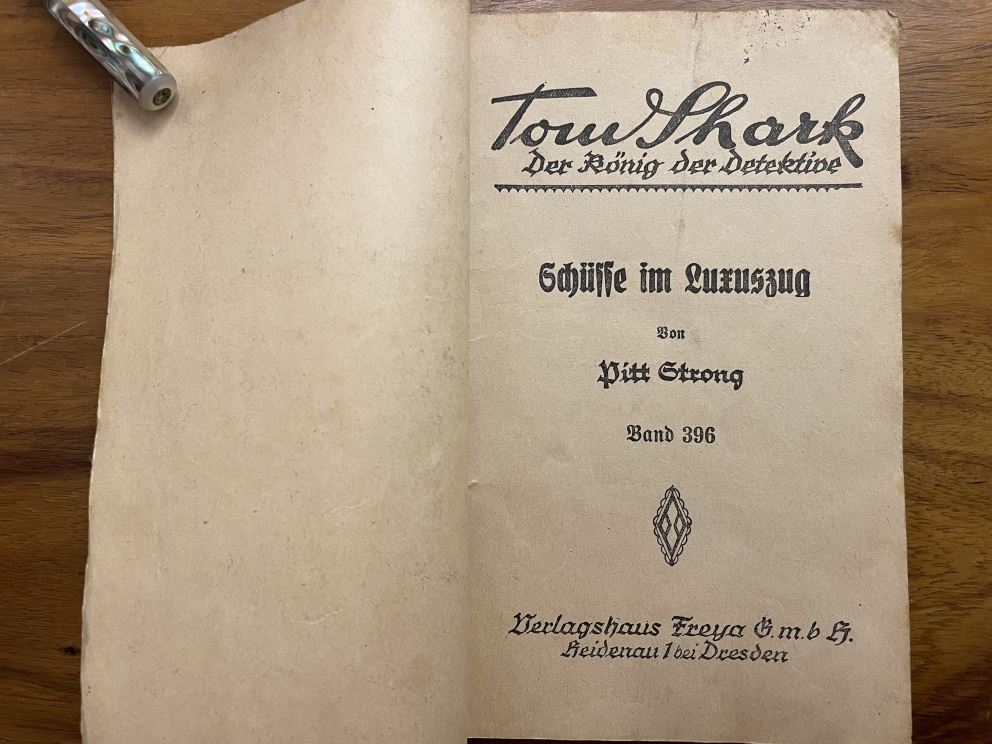 Tom Shark
Der König der Detektive
Schüsse im Luxuszug
Von
Pitt Strong
Band 396
Verlagshaus Freya G.m.b H.
Heidenau 1 bei Dresden